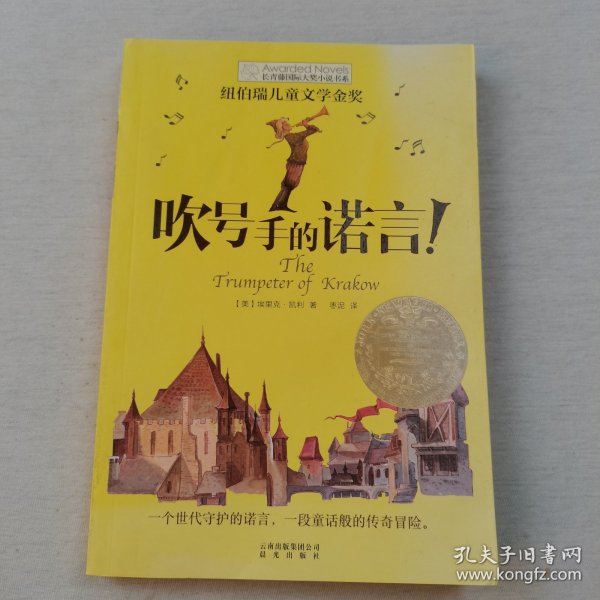 Awarded Novels
长青藤国际大奖小说书系
纽伯瑞儿童文学金奖
吹号手的诺言!
The
Trumpeter of Krakow
【美】埃里克·凯利 著 枣泥 译
一个世代守护的诺言，一段童话般的传奇冒险。
云南出版集团公司
晨光出版社
孔夫子旧书网
www.kongfz.com